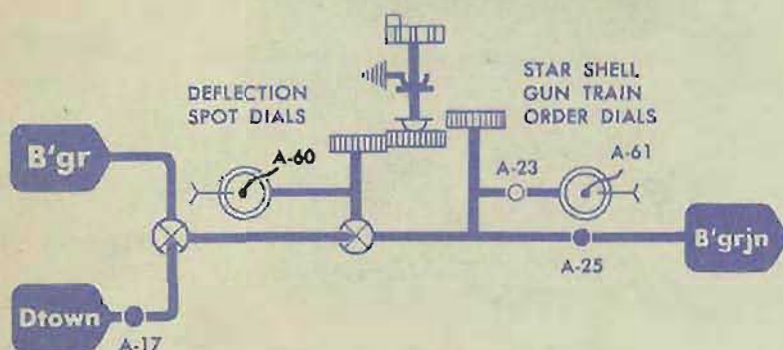 DEFLECTION
SPOT DIALS
STAR SHELL
GUN TRAIN
ORDER DIALS
B'gr
A-60
A-23
A-61
B'grjn
A-25
Dtown
A-17